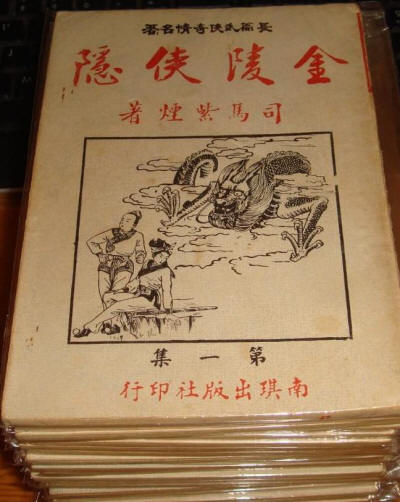 長篇武俠奇情名著
金陵俠隱
司馬紫煙著
第一集
南琪出版社印行